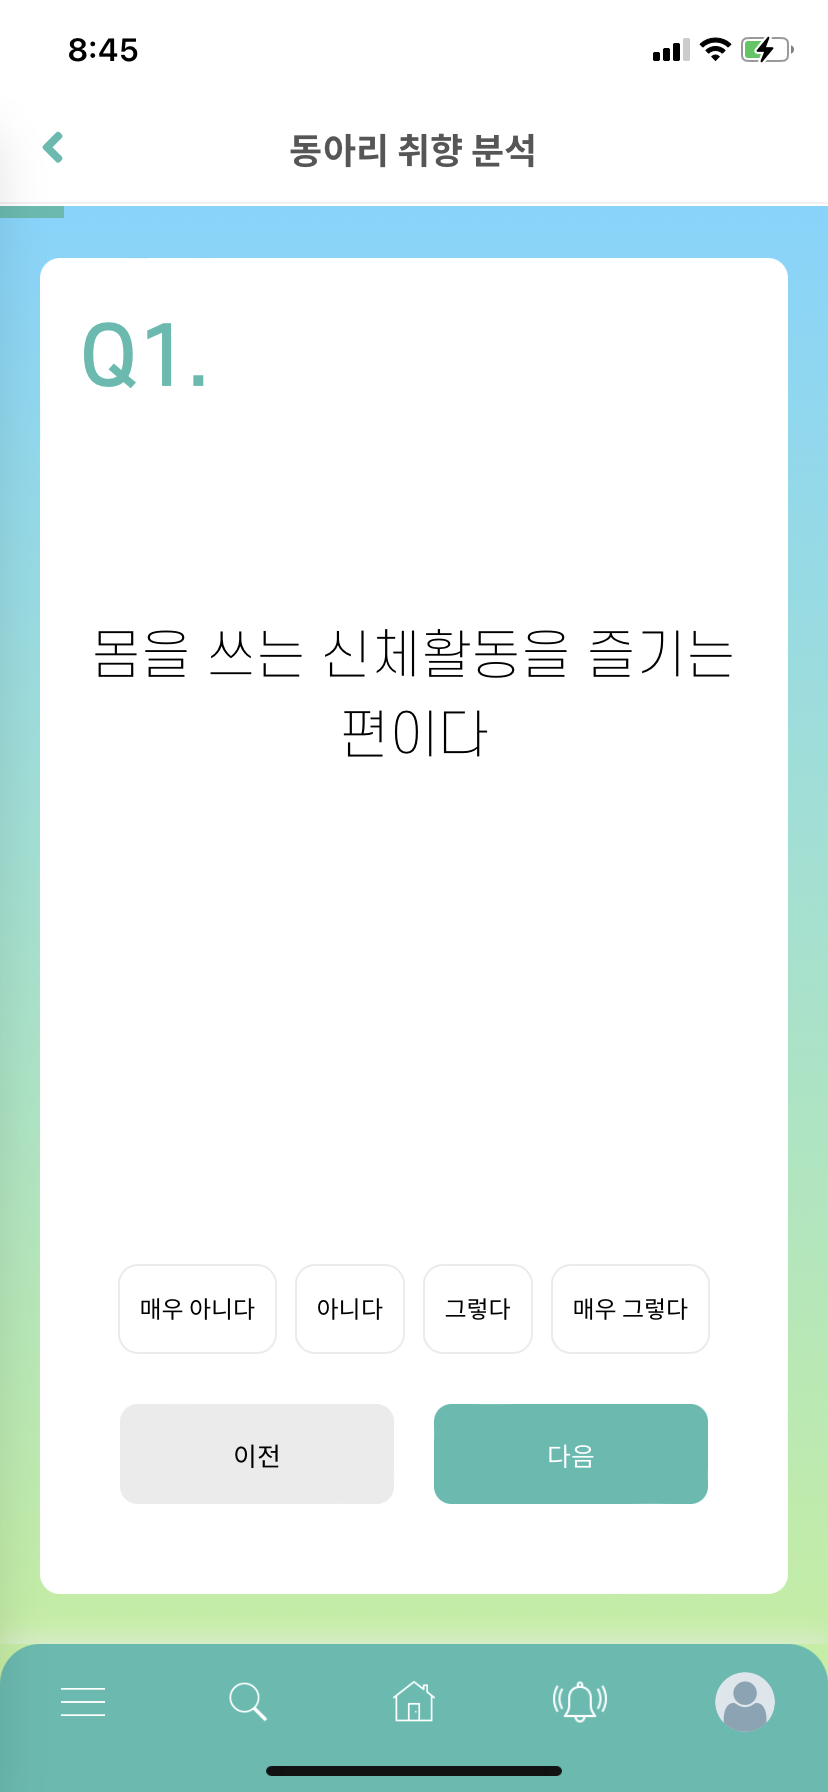 8:45
동아리 취향 분석
Q1.
몸을 쓰는 신체활동을 즐기는
편이다
매우 아니다 아니다 그렇다 매우 그렇다
이전 다음